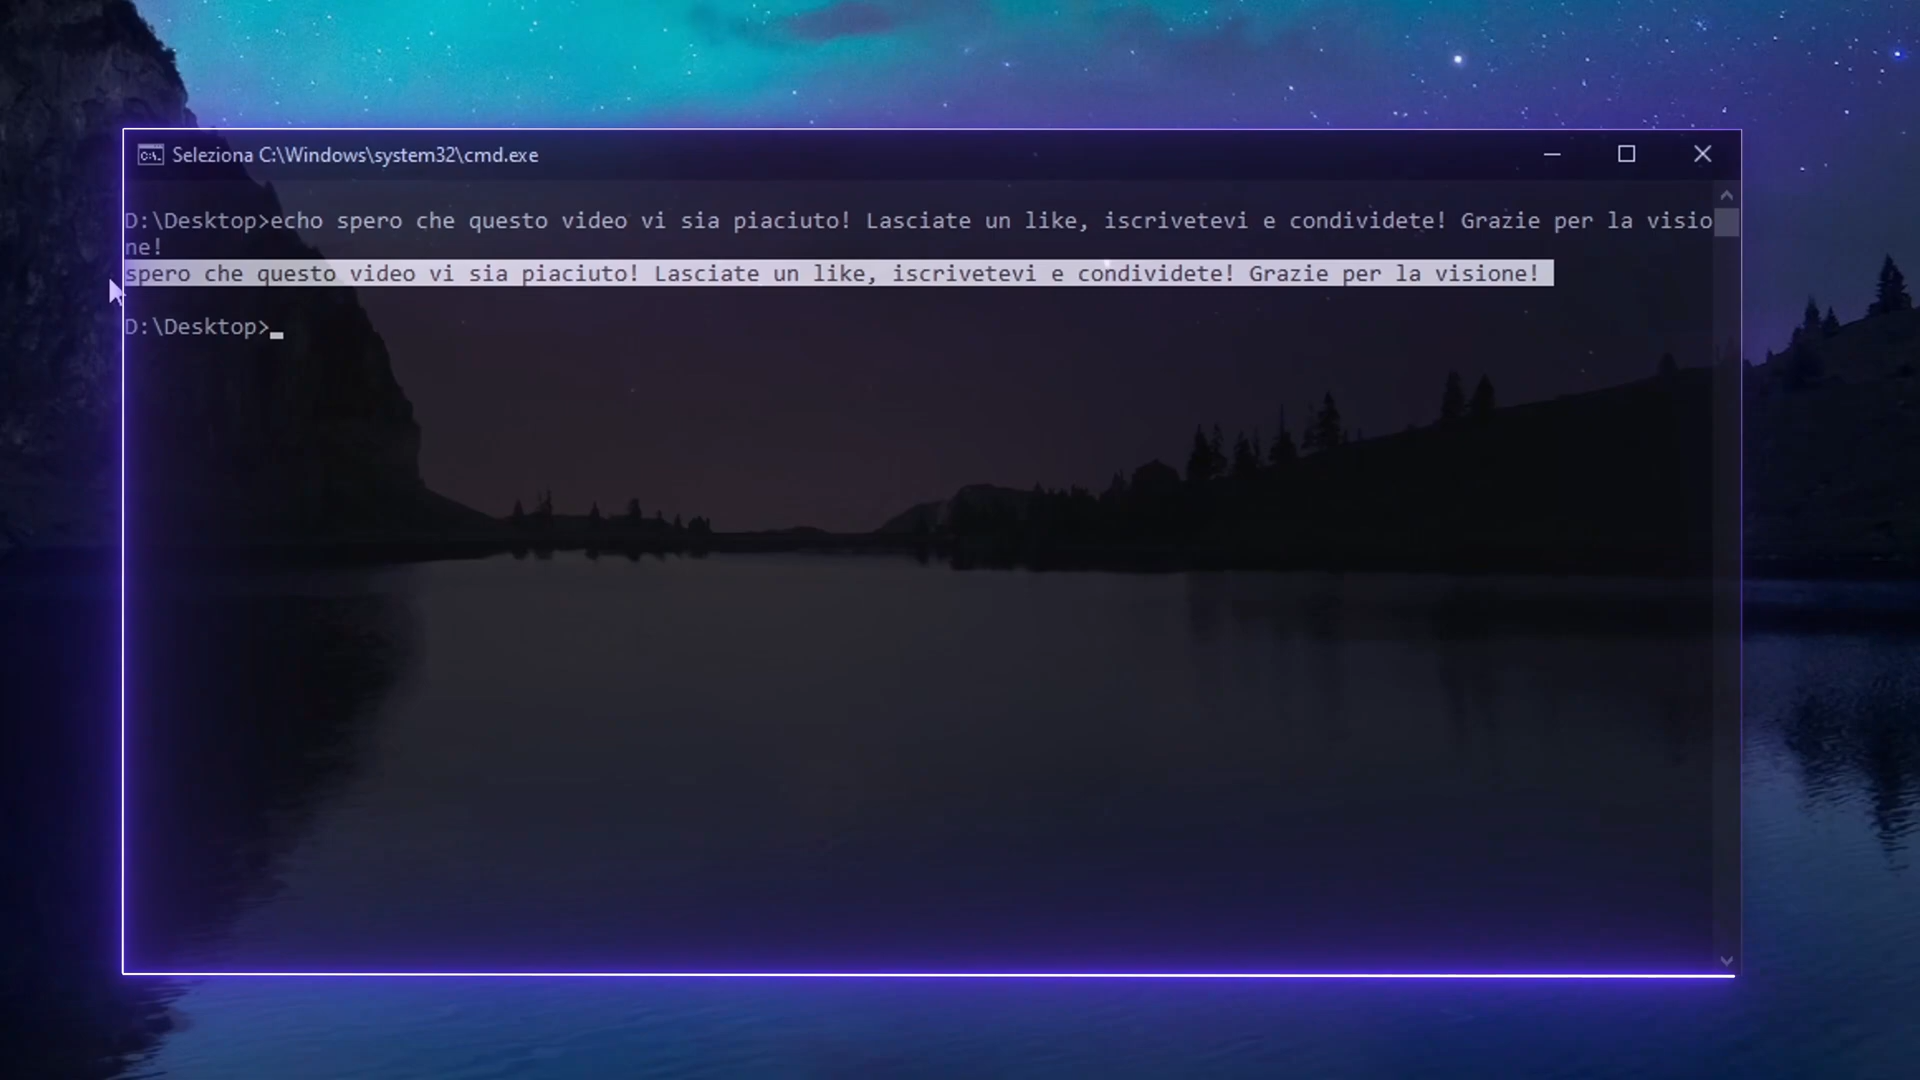 Seleziona C:\Windows\system32\cmd.exe
D:\Desktop>echo spero che questo video vi sia piaciuto! Lasciate un like, iscrivetevi e condividete! Grazie per la visio
ne!
spero che questo video vi sia piaciuto! Lasciate un like, iscrivetevi e condividete! Grazie per la visione!
D:\Desktop>